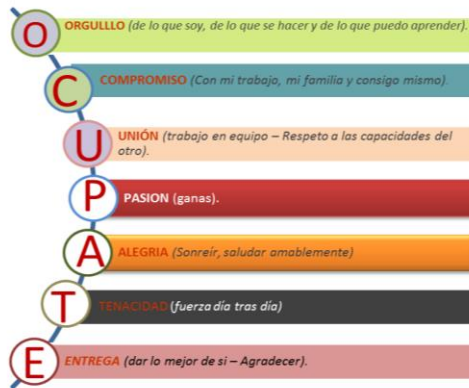 O ORGULLLO (de lo que soy, de lo que se hacer y de lo que puedo aprender).
C COMPROMISO (Con mi trabajo, mi familia y consigo mismo)
U UNIÓN (trabajo en equipo – Respeto a las capacidades del
otro).
P PASION (ganas).
A ALEGRIA (Sonreír, saludar amablemente)
T TENACIDAD (fuerza día tras día)
E ENTREGA (dar lo mejor de si – Agradecer).